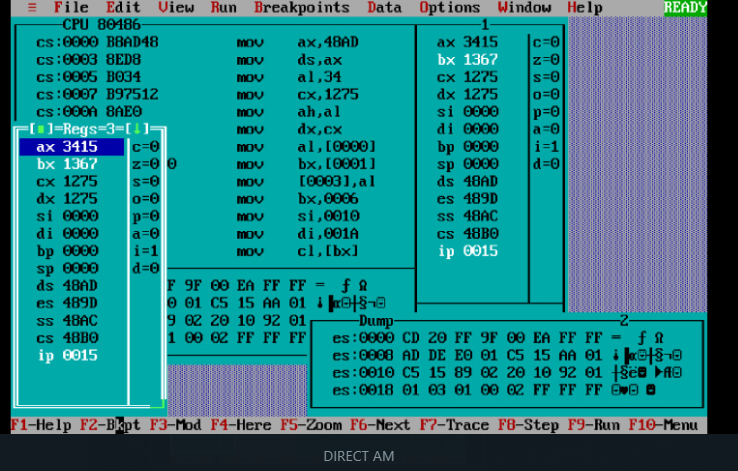 ≡ File Edit View Run Breakpoints Data Options Window Help READY
CPU 80486 1
cs:0000 B8AD48 mov ax,48AD ax 3415 c=0
cs:0003 8ED8 mov ds,ax bx 1367 z=0
cs:0005 B034 mov al,34 cx 1275 s=0
cs:0007 B97512 mov cx,1275 dx 1275 o=0
cs:000A 8AE0 mov ah,al si 0000 p=0
[■]=Regs=3=[↓] mov dx,cx di 0000 a=0
ax 3415 c=0 mov al,[0000] bp 0000 i=1
bx 1367 z=0 0 mov bx,[0001] sp 0000 d=0
cx 1275 s=0 mov [0003],al ds 48AD
dx 1275 o=0 mov bx,0006 es 489D
si 0000 p=0 mov si,0010 ss 48AC
di 0000 a=0 mov di,001A cs 48B0
bp 0000 i=1 mov cl,[bx] ip 0015
sp 0000 d=0
ds 48AD F 9F 00 EA FF FF = ƒ Ω
es 489D 0 01 C5 15 AA 01
ss 48AC 9 02 20 10 92 01 Dump 2
cs 48B0 1 00 02 FF FF FF es:0000 CD 20 FF 9F 00 EA FF FF = ƒ Ω
ip 0015 es:0008 AD DE E0 01 C5 15 AA 01
es:0010 C5 15 89 02 20 10 92 01
es:0018 01 03 01 00 02 FF FF FF
F1-Help F2-Bkpt F3-Mod F4-Here F5-Zoom F6-Next F7-Trace F8-Step F9-Run F10-Menu
DIRECT AM